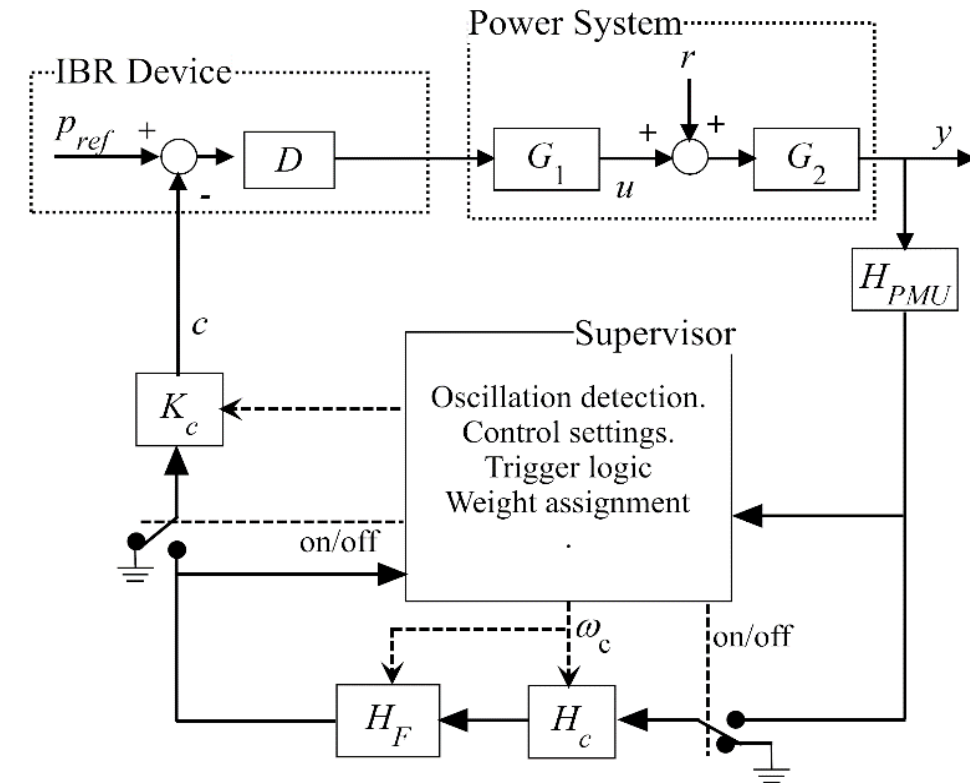 Power System
IBR Device
r
p_ref
+
-
D
G_1
+
u
+
G_2
y
H_PMU
c
Supervisor
K_c
Oscillation detection.
Control settings.
Trigger logic
Weight assignment
.
on/off
ω_c
on/off
H_F
H_c